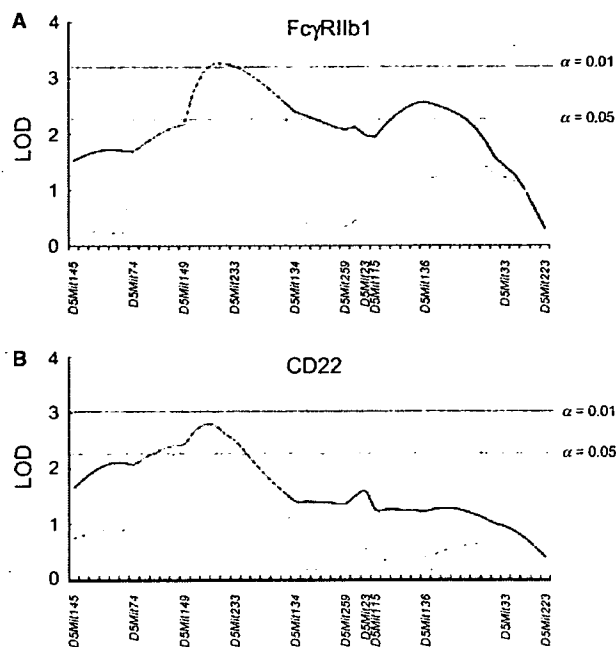 A
FcγRIIb1
4
3
2
1
0
LOD
α = 0.01
α = 0.05
D5Mit145
D5Mit74
D5Mit149
D5Mit233
D5Mit134
D5Mit259
D5Mit23
D5Mit115
D5Mit136
D5Mit33
D5Mit223
B
CD22
4
3
2
1
0
LOD
α = 0.01
α = 0.05
D5Mit145
D5Mit74
D5Mit149
D5Mit233
D5Mit134
D5Mit259
D5Mit23
D5Mit115
D5Mit136
D5Mit33
D5Mit223